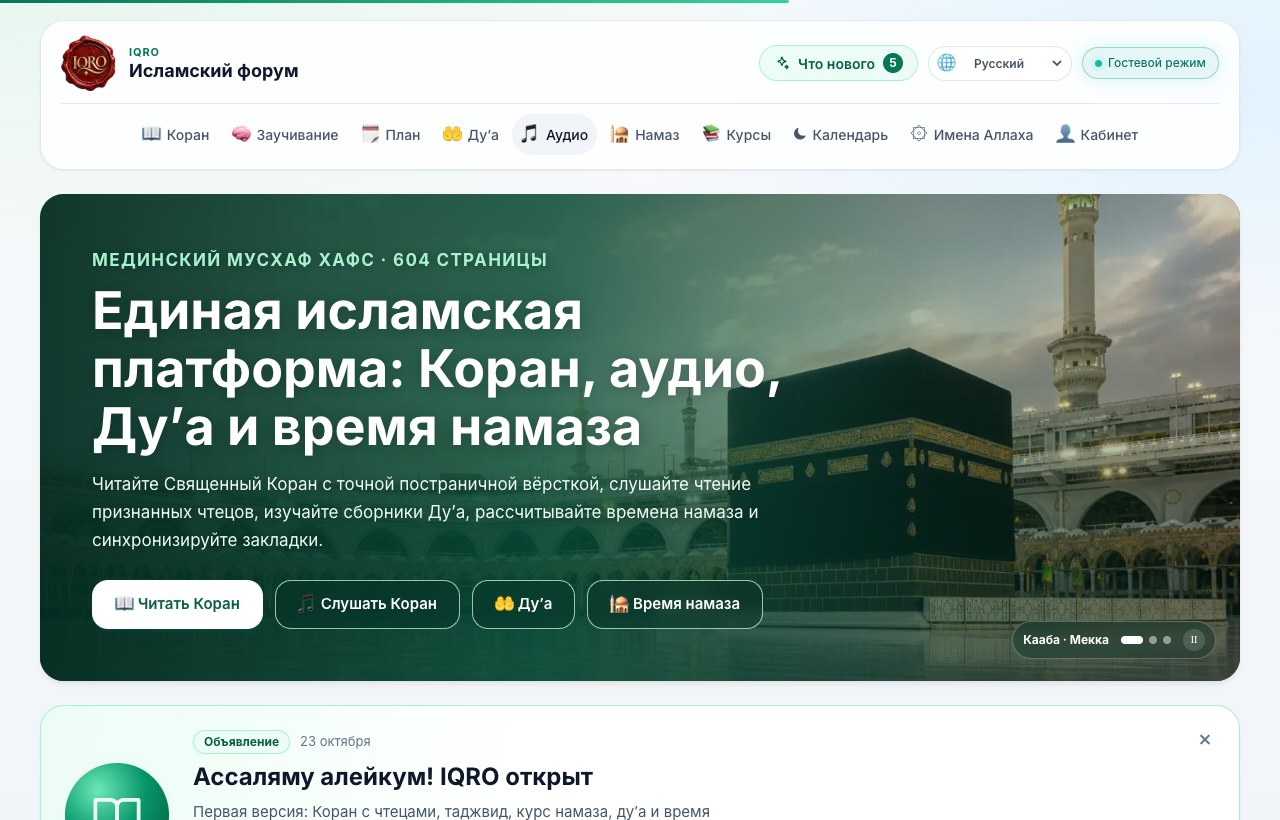 IQRO
IQRO
Исламский форум
Что нового 5
Русский
Гостевой режим
Коран
Заучивание
План
Ду’а
Аудио
Намаз
Курсы
Календарь
Имена Аллаха
Кабинет
МЕДИНСКИЙ МУСХАФ ХАФС · 604 СТРАНИЦЫ
Единая исламская
платформа: Коран, аудио,
Ду’а и время намаза
Читайте Священный Коран с точной постраничной вёрсткой, слушайте чтение
признанных чтецов, изучайте сборники Ду’а, рассчитывайте времена намаза и
синхронизируйте закладки.
Читать Коран
Слушать Коран
Ду’а
Время намаза
Кааба · Мекка
Объявление 23 октября
Ассаляму алейкум! IQRO открыт
Первая версия: Коран с чтецами, таджвид, курс намаза, ду’а и время